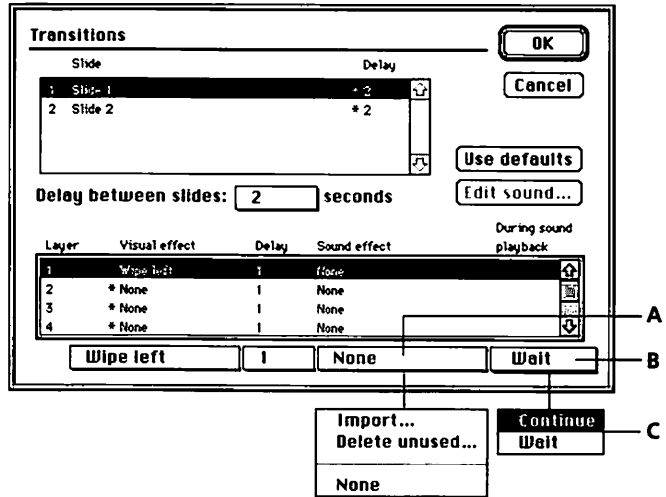 Transitions
OK
Slide Delay
Cancel
1 Slide 1 * 2
2 Slide 2 * 2
Use defaults
Delay between slides: 2 seconds
Edit sound...
During sound
Layer Visual effect Delay Sound effect playback
1 Wipe left 1 None
2 * None 1 None
3 * None 1 None
4 * None 1 None
A
Wipe left 1 None Wait
B
Import...
Continue
C
Delete unused...
Wait
None